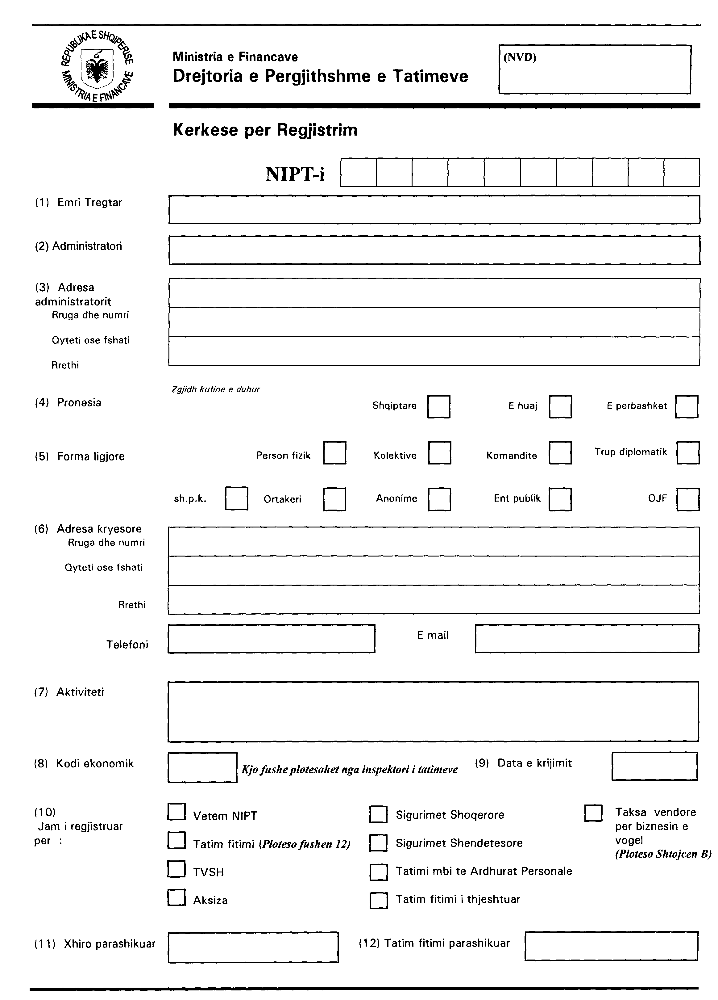 REPUBLIKA E SHQIPERISE
MINISTRIA E FINANCAVE
Ministria e Financave
Drejtoria e Pergjithshme e Tatimeve
(NVD)
Kerkese per Regjistrim
NIPT-i
(1) Emri Tregtar
(2) Administratori
(3) Adresa
administratorit
Rruga dhe numri
Qyteti ose fshati
Rrethi
Zgjidh kutine e duhur
(4) Pronesia Shqiptare E huaj E perbashket
(5) Forma ligjore Person fizik Kolektive Komandite Trup diplomatik
sh.p.k. Ortakeri Anonime Ent publik OJF
(6) Adresa kryesore
Rruga dhe numri
Qyteti ose fshati
Rrethi
Telefoni E mail
(7) Aktiviteti
(8) Kodi ekonomik Kjo fushe plotesohet nga inspektori i tatimeve (9) Data e krijimit
(10)
Jam i regjistruar
per :
Vetem NIPT
Tatim fitimi (Ploteso fushen 12)
TVSH
Aksiza
Sigurimet Shoqerore
Sigurimet Shendetesore
Tatimi mbi te Ardhurat Personale
Tatim fitimi i thjeshtuar
Taksa vendore
per biznesin e
vogel
(Ploteso Shtojcen B)
(11) Xhiro parashikuar (12) Tatim fitimi parashikuar